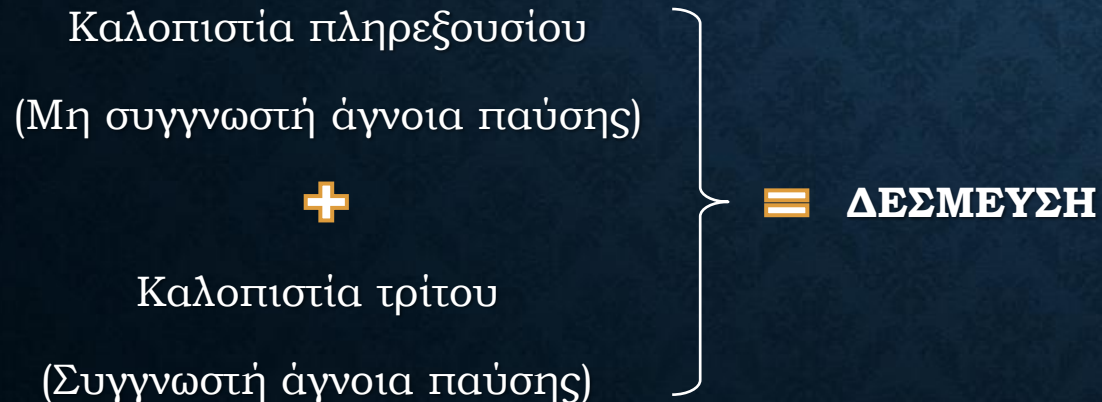 Καλοπιστία πληρεξουσίου
(Μη συγγνωστή άγνοια παύσης)
+
= ΔΕΣΜΕΥΣΗ
Καλοπιστία τρίτου
(Συγγνωστή άγνοια παύσης)